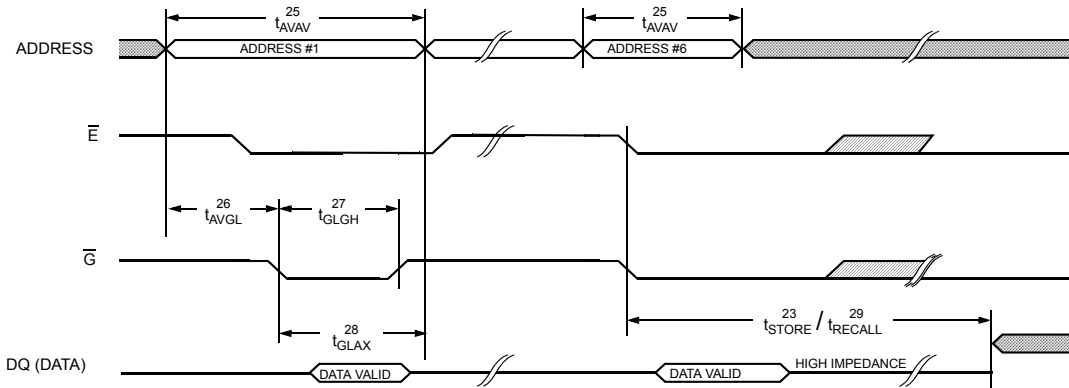 25
tAVAV
25
tAVAV
ADDRESS
ADDRESS #1
ADDRESS #6
E
26
tAVGL
27
tGLGH
G
23
tSTORE / 29
tRECALL
28
tGLAX
DQ (DATA)
DATA VALID
DATA VALID
HIGH IMPEDANCE